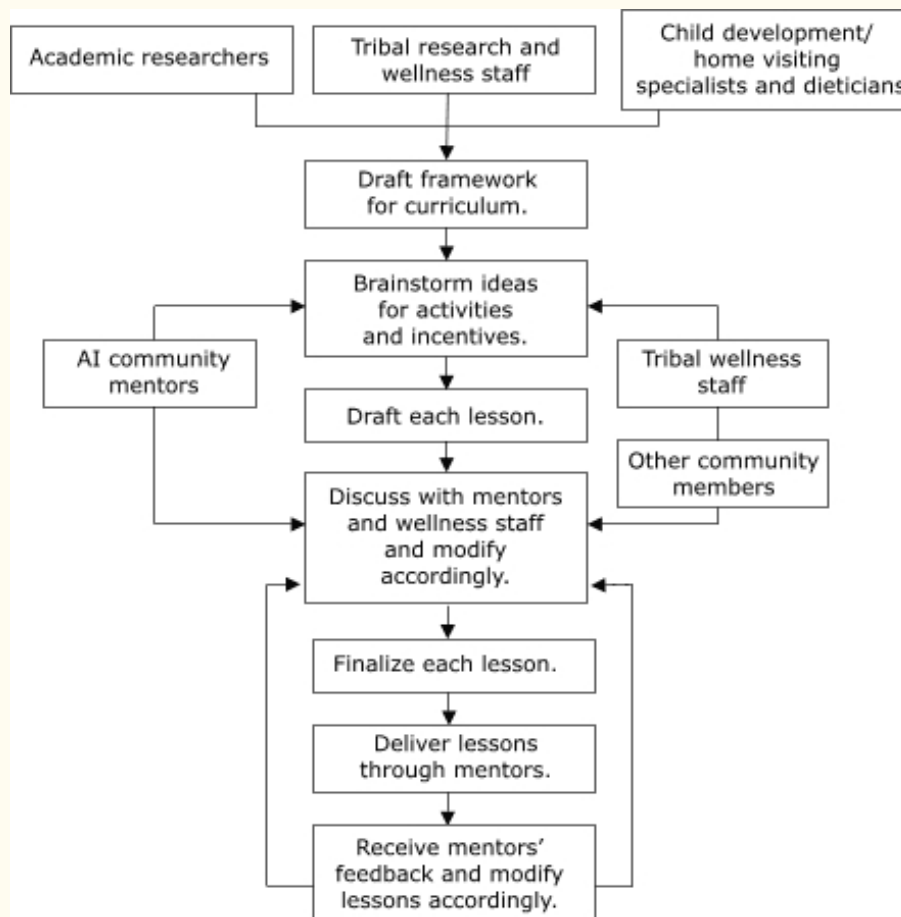 Academic researchers
Tribal research and
wellness staff
Child development/
home visiting
specialists and dieticians
Draft framework
for curriculum.
Brainstorm ideas
for activities
and incentives.
AI community
mentors
Tribal wellness
staff
Draft each lesson.
Other community
members
Discuss with mentors
and wellness staff
and modify
accordingly.
Finalize each lesson.
Deliver lessons
through mentors.
Receive mentors’
feedback and modify
lessons accordingly.